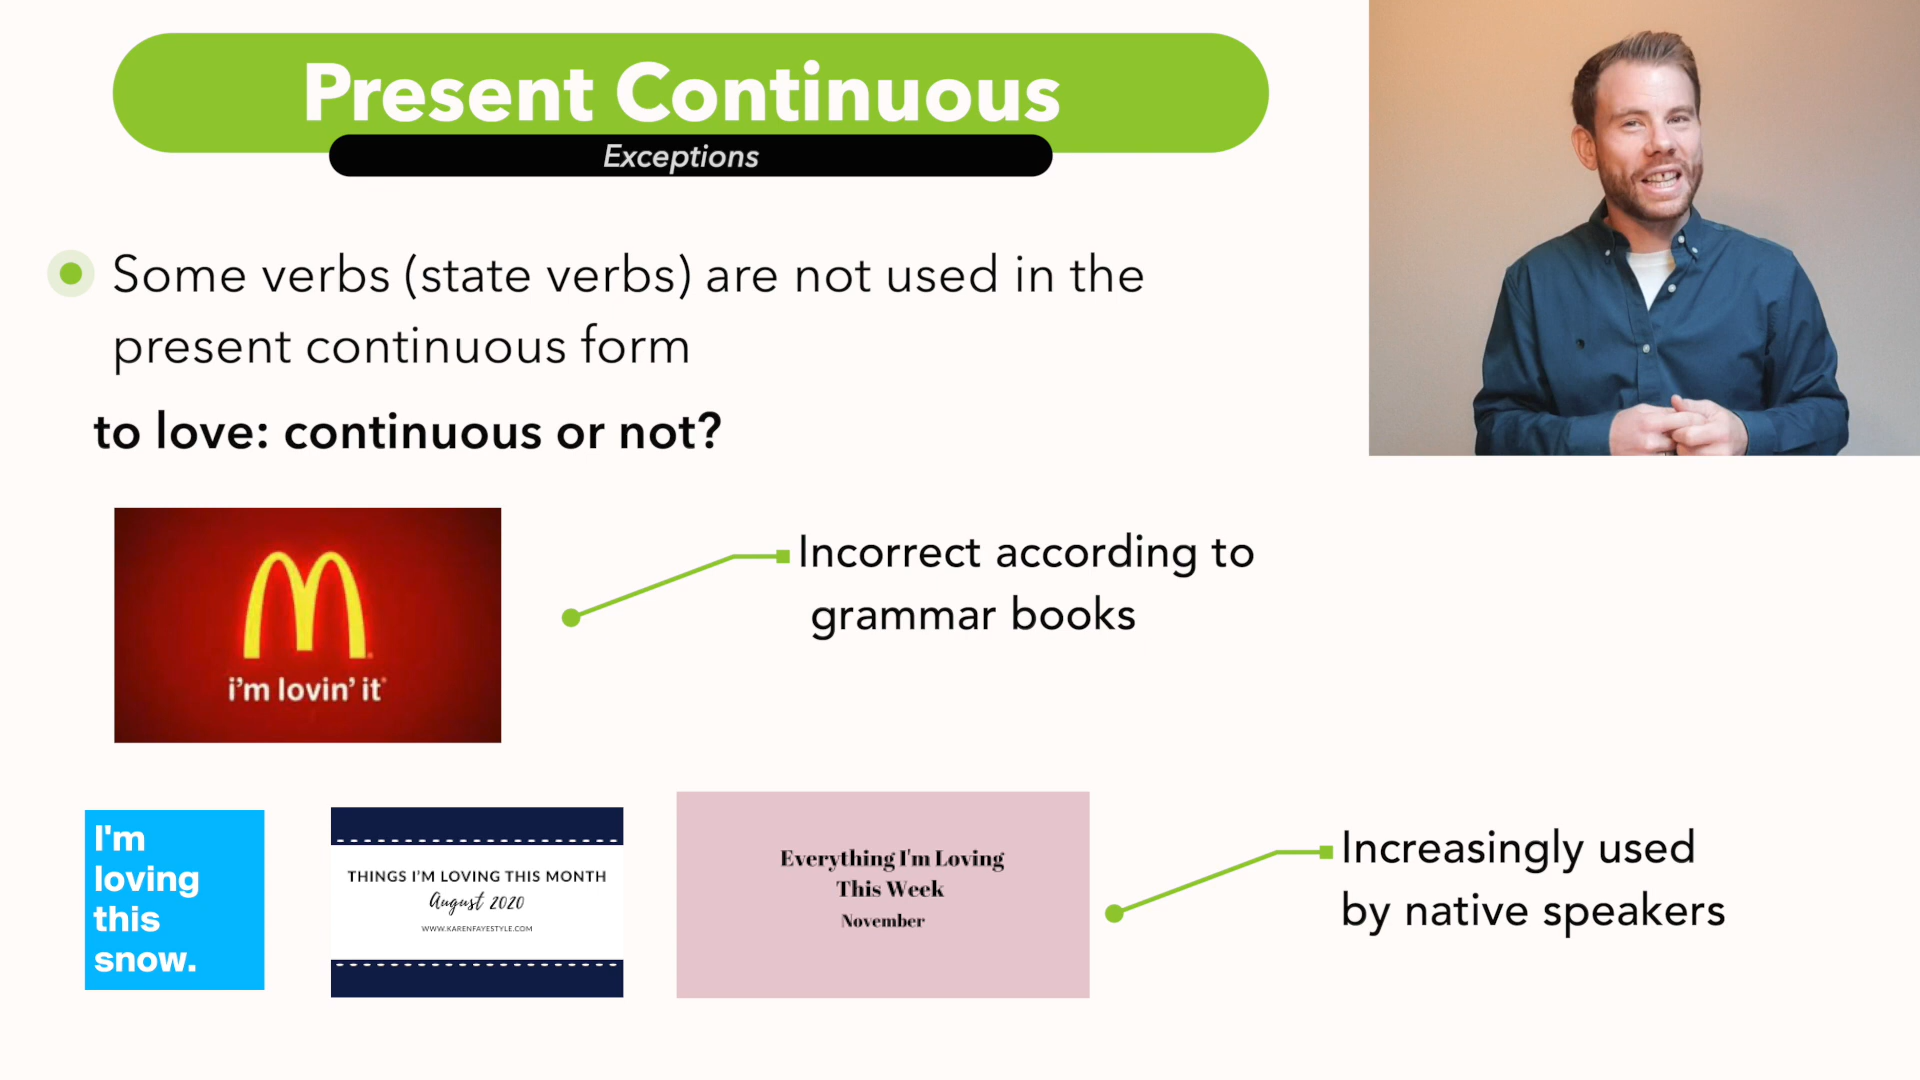 Present Continuous
Exceptions
Some verbs (state verbs) are not used in the
present continuous form
to love: continuous or not?
i'm lovin' it
Incorrect according to
grammar books
I'm
loving
this
snow.
THINGS I'M LOVING THIS MONTH
August 2020
WWW.KARENFAYESTYLE.COM
Everything I'm Loving
This Week
November
Increasingly used
by native speakers